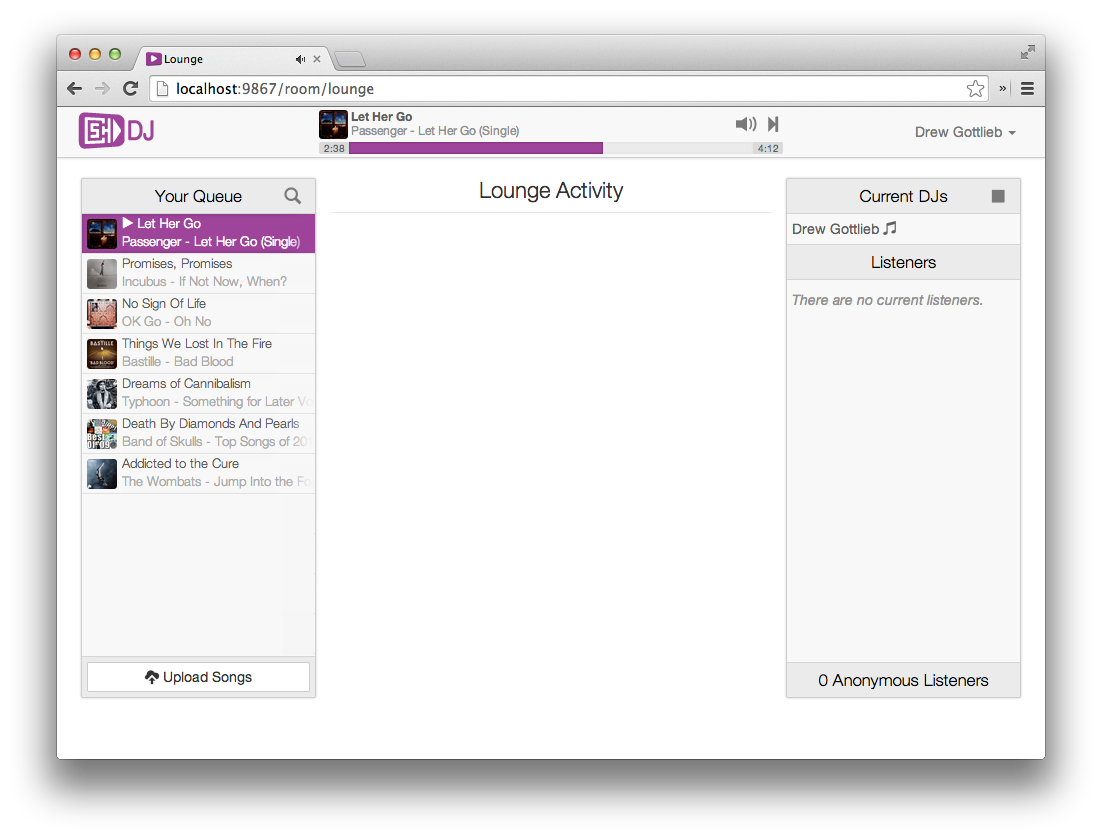 Lounge
localhost:9867/room/lounge
SHDJ
Let Her Go
Passenger - Let Her Go (Single)
2:38
4:12
Drew Gottlieb
Your Queue
Let Her Go
Passenger - Let Her Go (Single)
Promises, Promises
Incubus - If Not Now, When?
No Sign Of Life
OK Go - Oh No
Things We Lost In The Fire
Bastille - Bad Blood
Dreams of Cannibalism
Typhoon - Something for Later Vo
Death By Diamonds And Pearls
Band of Skulls - Top Songs of 201
Addicted to the Cure
The Wombats - Jump Into the Fo
Upload Songs
Lounge Activity
Current DJs
Drew Gottlieb
Listeners
There are no current listeners.
0 Anonymous Listeners